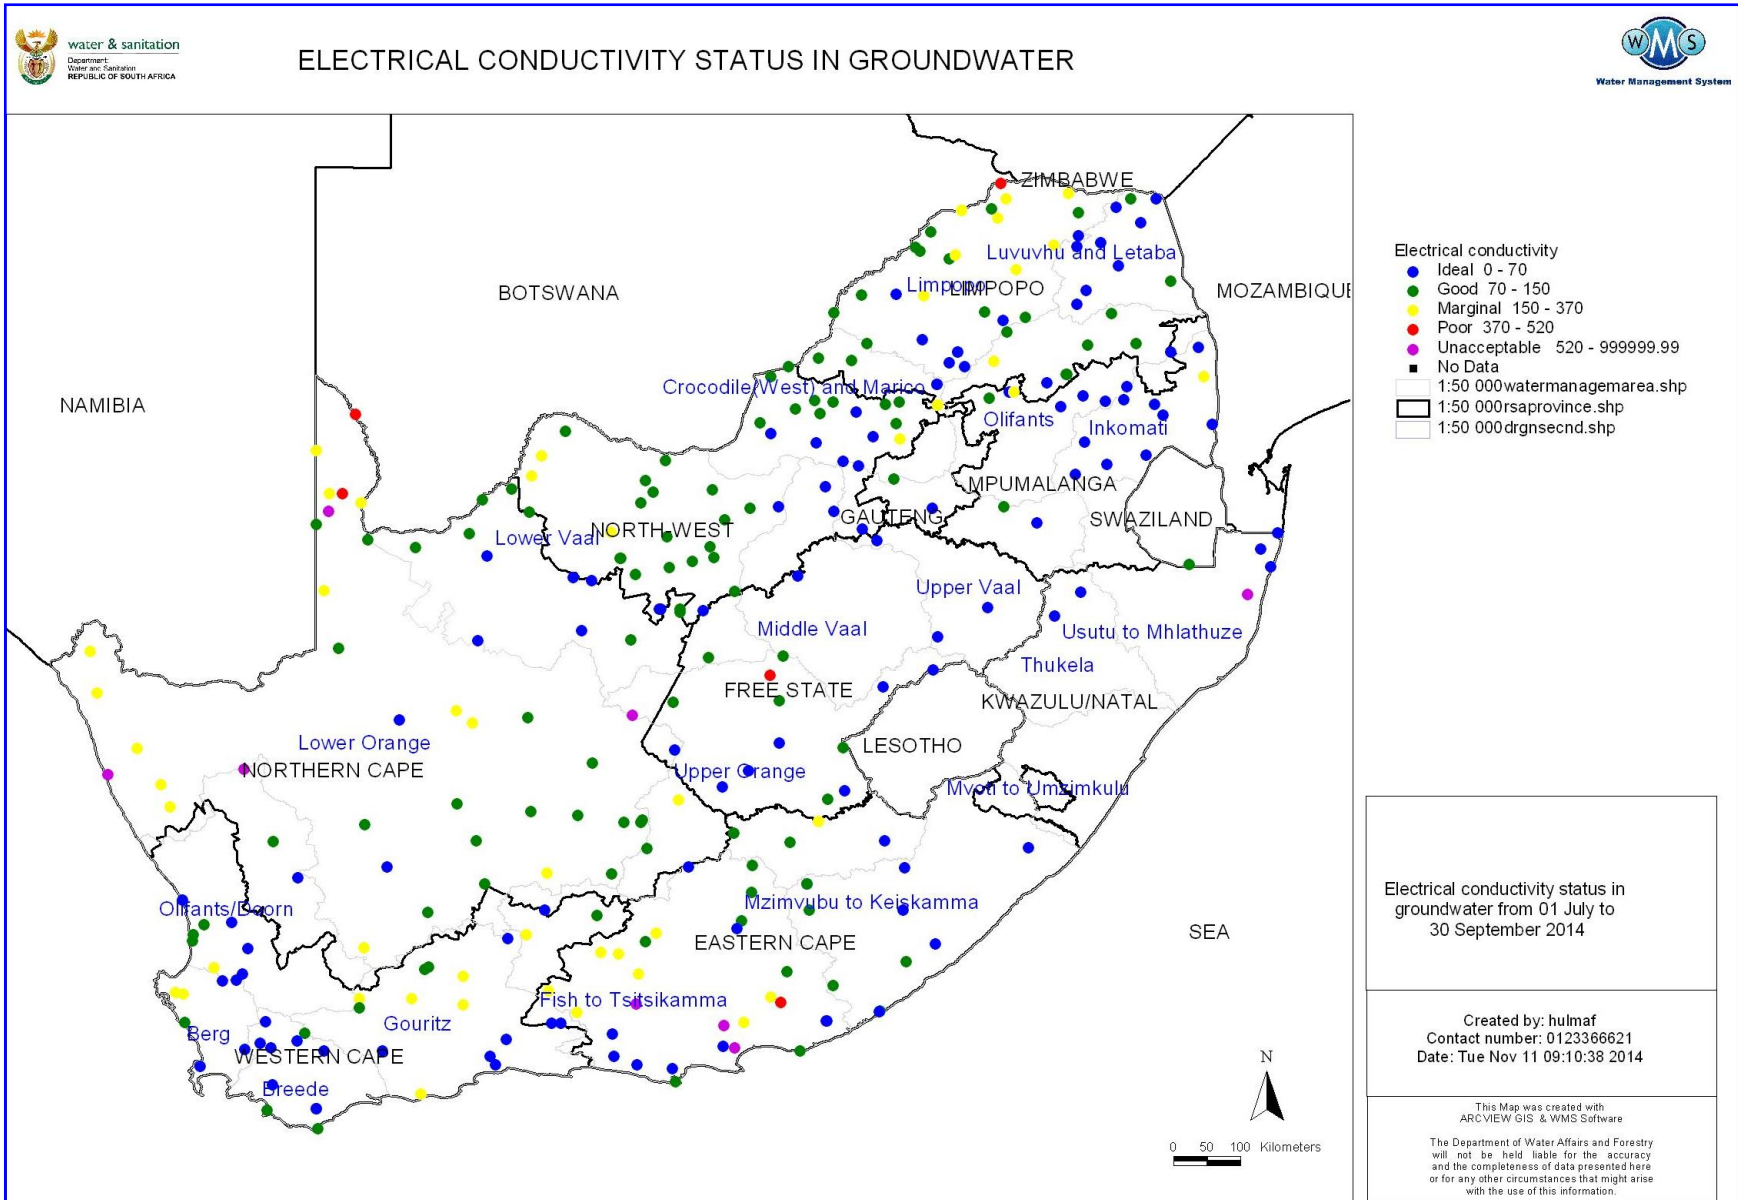 water & sanitation
Department:
Water and Sanitation
REPUBLIC OF SOUTH AFRICA
ELECTRICAL CONDUCTIVITY STATUS IN GROUNDWATER
WMS
Water Management System
ZIMBABWE
Luvuvhu and Letaba
BOTSWANA
Limpopo
LIMPOPO
MOZAMBIQUE
Crocodile(West) and Marico
NAMIBIA
Olifants
Inkomati
MPUMALANGA
GAUTENG
SWAZILAND
NORTH-WEST
Lower Vaal
Upper Vaal
Middle Vaal
Usutu to Mhlathuze
Thukela
FREE STATE
KWAZULU/NATAL
Lower Orange
LESOTHO
NORTHERN CAPE
Upper Orange
Mvoti to Umzimkulu
Olifants/Doorn
Mzimvubu to Keiskamma
EASTERN CAPE
SEA
Fish to Tsitsikamma
Gouritz
Berg
WESTERN CAPE
Breede
N
0 50 100 Kilometers
Electrical conductivity
Ideal 0 - 70
Good 70 - 150
Marginal 150 - 370
Poor 370 - 520
Unacceptable 520 - 999999.99
No Data
1:50 000watermanagemarea.shp
1:50 000rsaprovince.shp
1:50 000drgnsecnd.shp
Electrical conductivity status in
groundwater from 01 July to
30 September 2014
Created by: hulmaf
Contact number: 0123366621
Date: Tue Nov 11 09:10:38 2014
This Map was created with
ARCVIEW GIS & WMS Software
The Department of Water Affairs and Forestry
will not be held liable for the accuracy
and the completeness of data presented here
or for any other circumstances that might arise
with the use of this information.